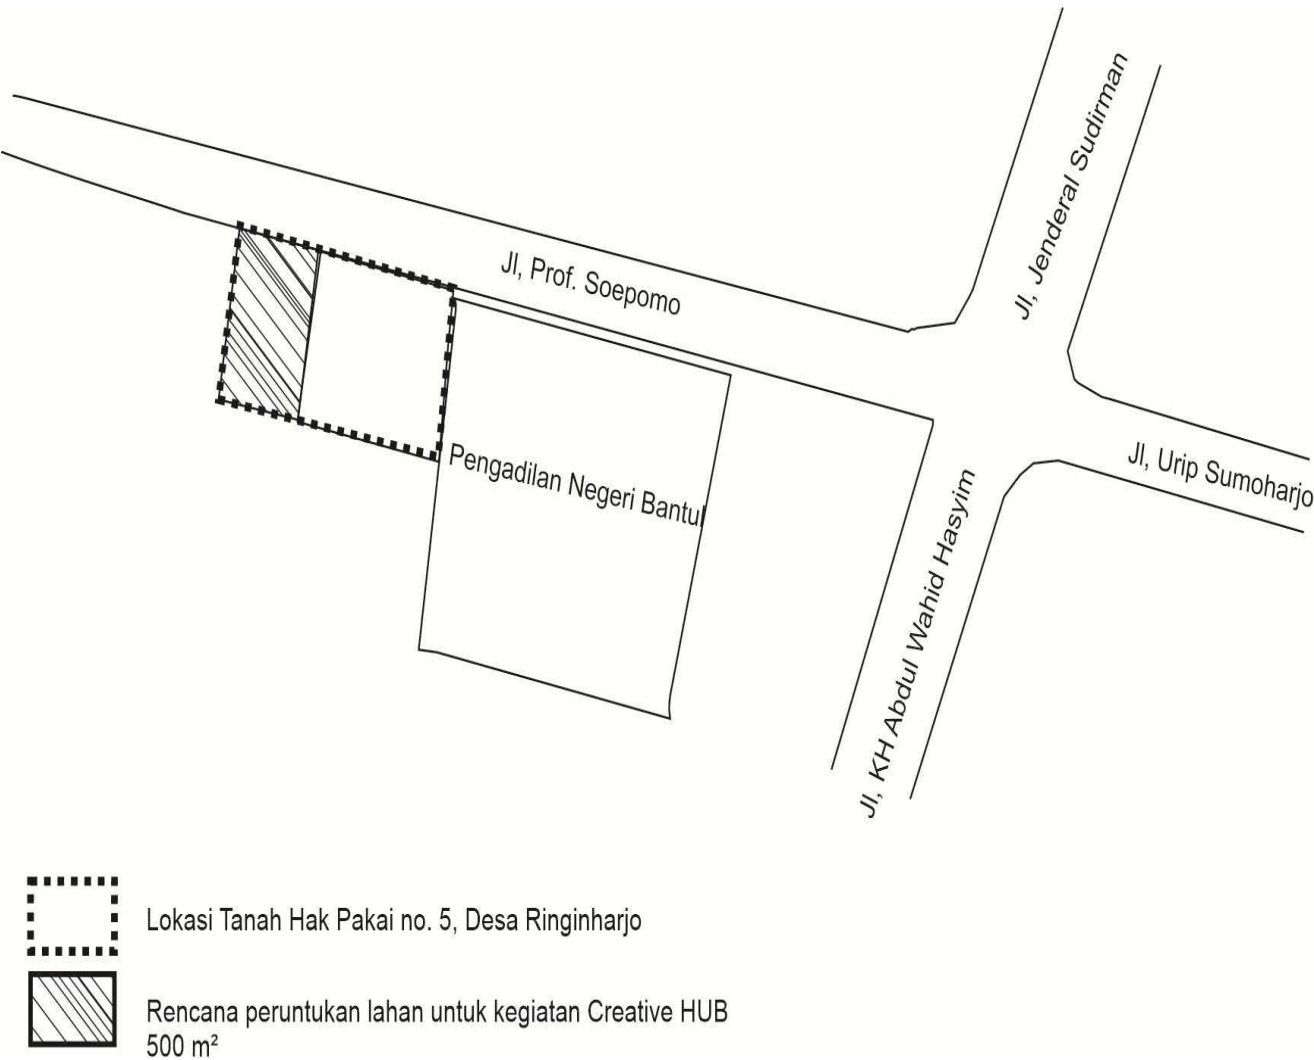 Jl, Jenderal Sudirman
Jl, Prof. Soepomo
Jl, Urip Sumoharjo
Pengadilan Negeri Bantul
Jl, KH Abdul Wahid Hasyim
Lokasi Tanah Hak Pakai no. 5, Desa Ringinharjo
Rencana peruntukan lahan untuk kegiatan Creative HUB
500 m²